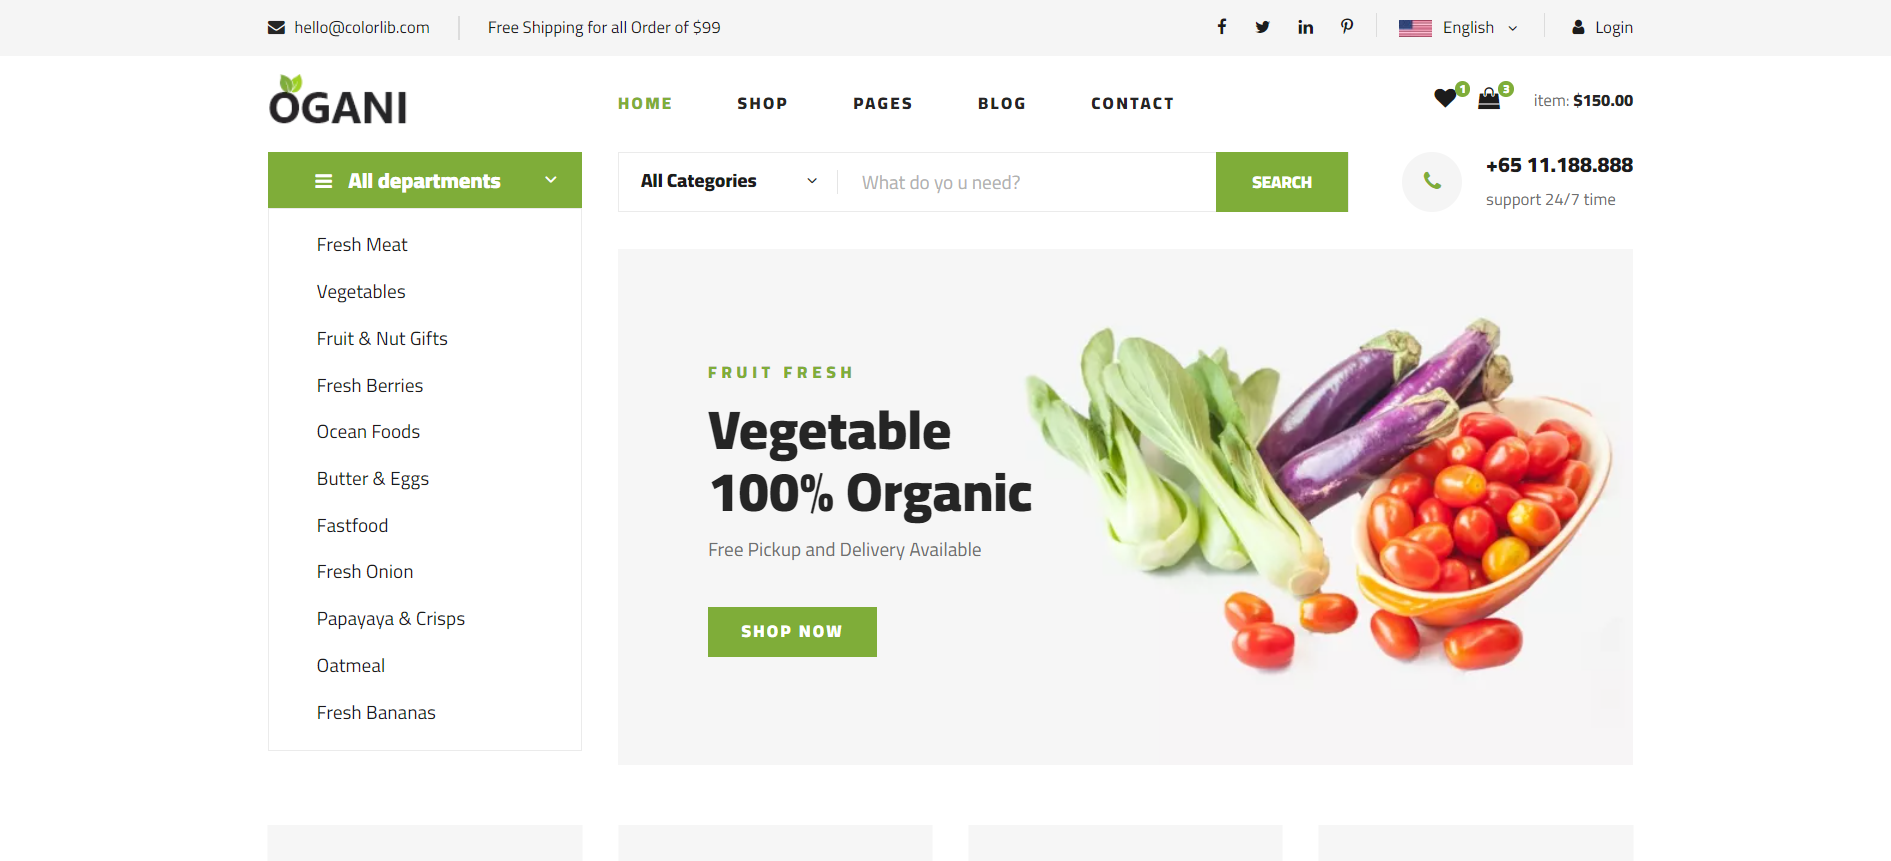 hello@colorlib.com
Free Shipping for all Order of $99
English
Login
OGANI
HOME
SHOP
PAGES
BLOG
CONTACT
1
3
item: $150.00
All departments
All Categories
What do yo u need?
SEARCH
+65 11.188.888
support 24/7 time
Fresh Meat
Vegetables
Fruit & Nut Gifts
Fresh Berries
Ocean Foods
Butter & Eggs
Fastfood
Fresh Onion
Papayaya & Crisps
Oatmeal
Fresh Bananas
FRUIT FRESH
Vegetable
100% Organic
Free Pickup and Delivery Available
SHOP NOW